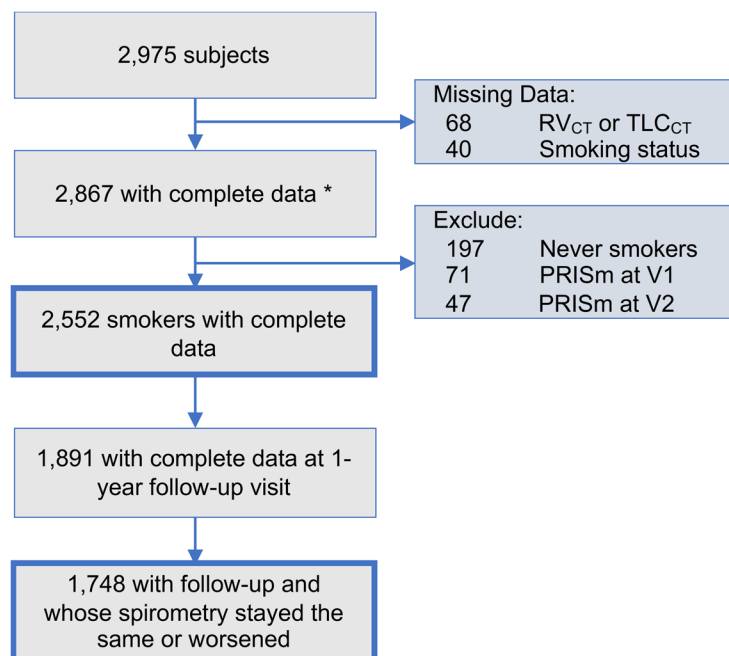 2,975 subjects
Missing Data:
68 RVCT or TLCCT
40 Smoking status
2,867 with complete data *
Exclude:
197 Never smokers
71 PRISm at V1
47 PRISm at V2
2,552 smokers with complete
data
1,891 with complete data at 1-
year follow-up visit
1,748 with follow-up and
whose spirometry stayed the
same or worsened